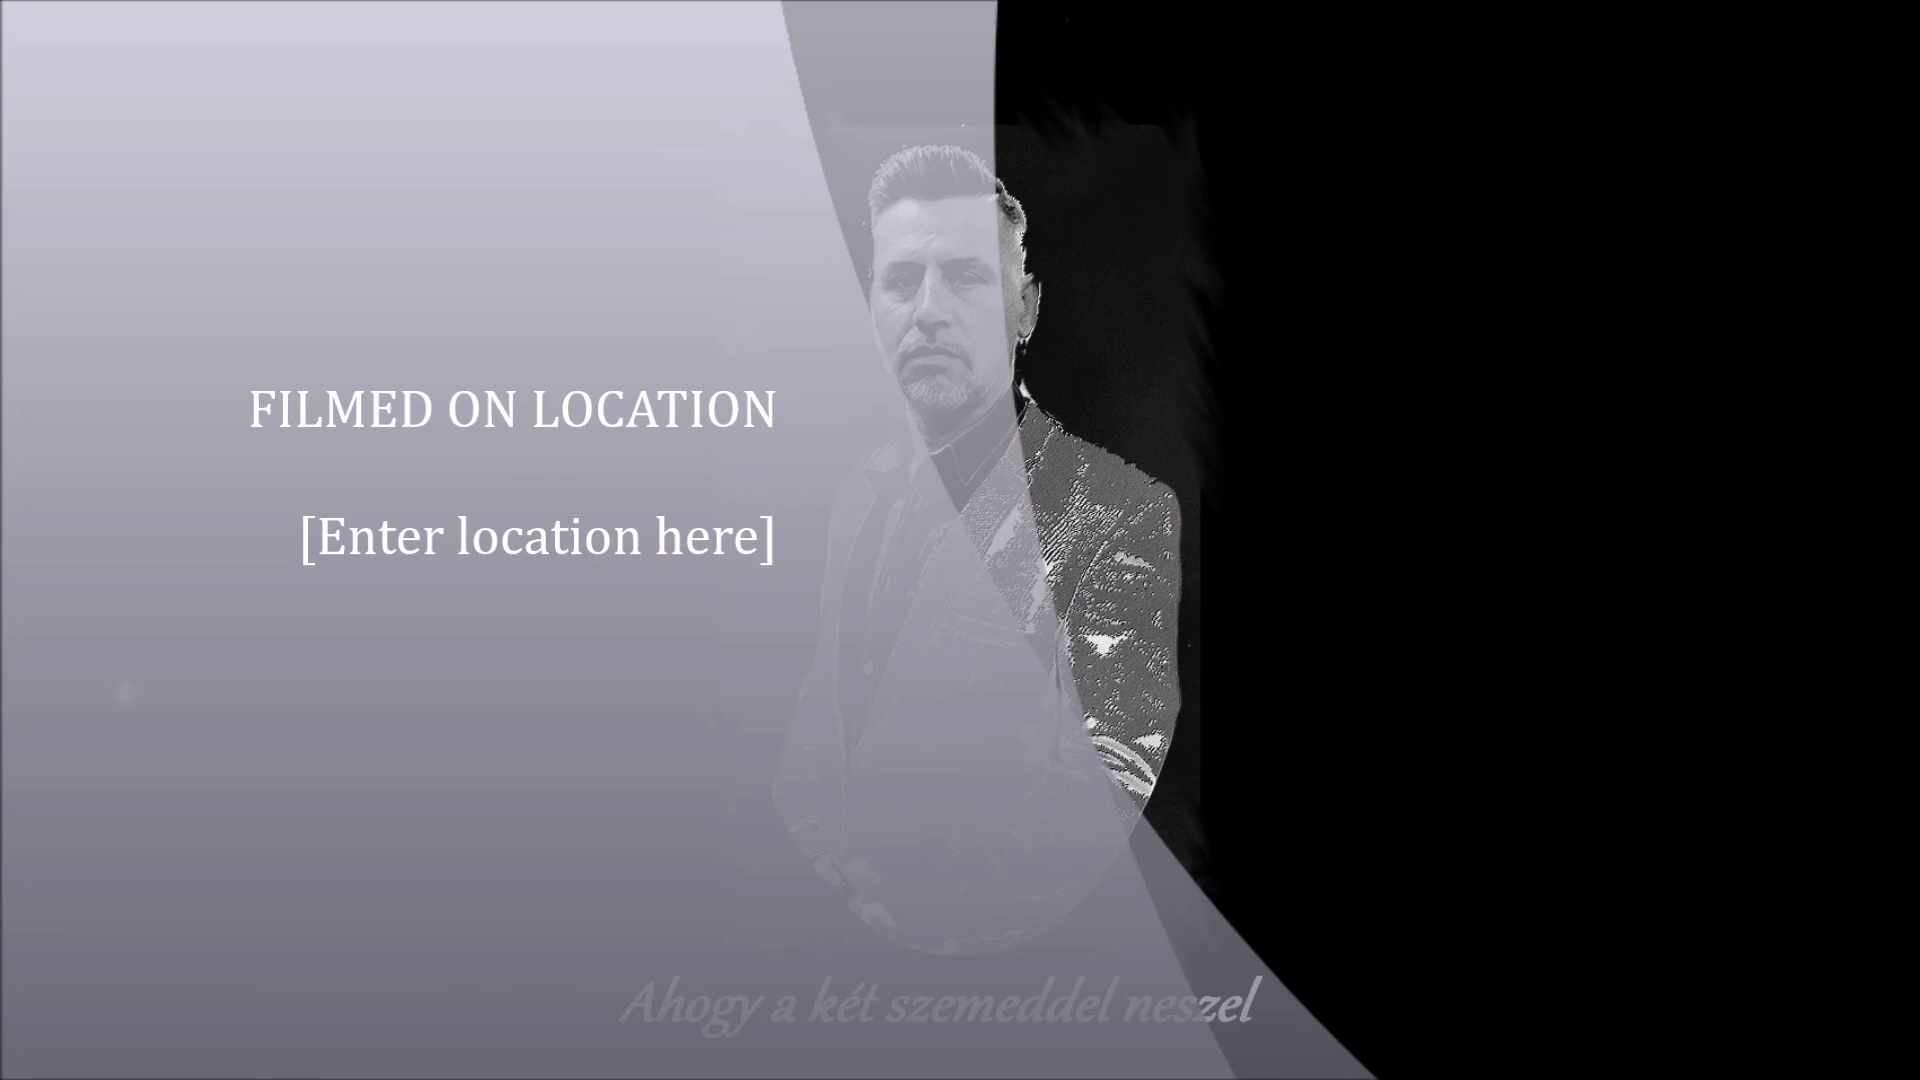 FILMED ON LOCATION
[Enter location here]
Ahogy a két szemeddel neszel